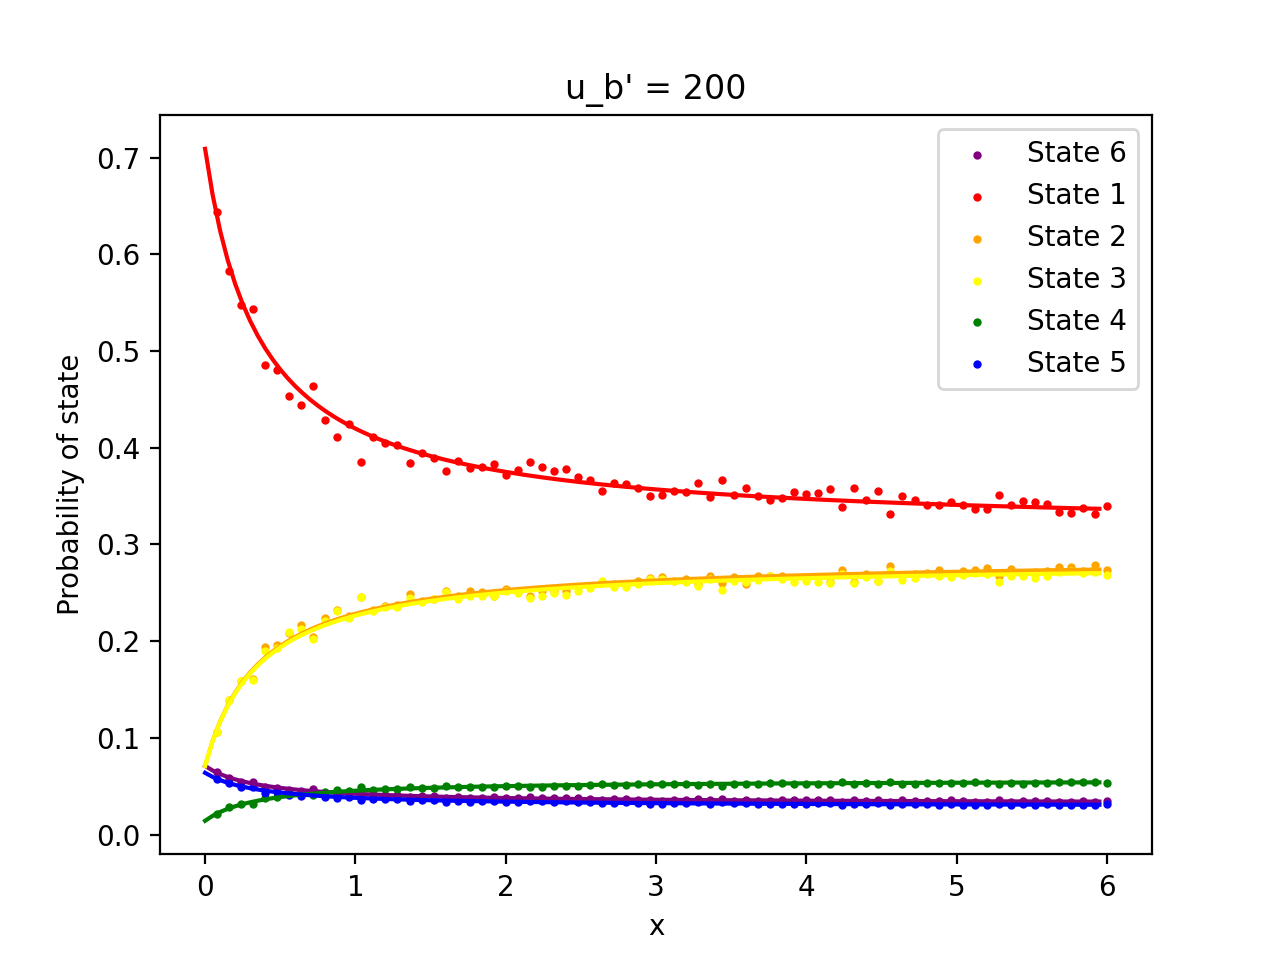 u_b' = 200
State 6
State 1
State 2
State 3
State 4
State 5
Probability of state
0.7
0.6
0.5
0.4
0.3
0.2
0.1
0.0
0 1 2 3 4 5 6
x